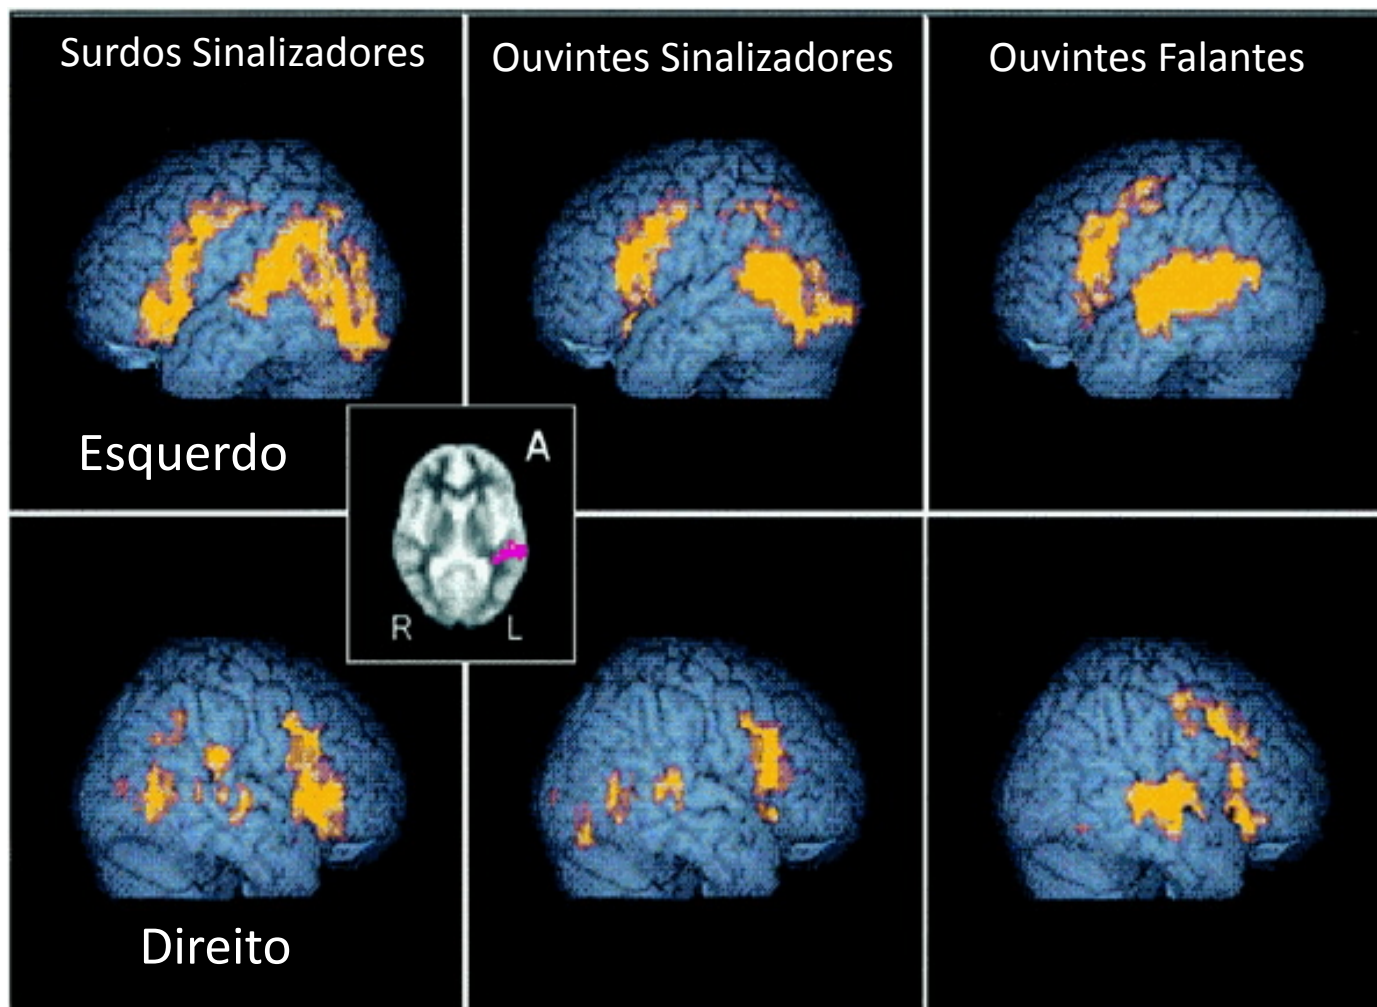 Surdos Sinalizadores
Ouvintes Sinalizadores
Ouvintes Falantes
Esquerdo
A
R
L
Direito